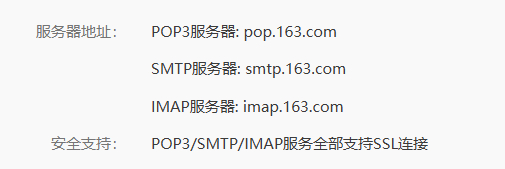 服务器地址： POP3服务器: pop.163.com
SMTP服务器: smtp.163.com
IMAP服务器: imap.163.com
安全支持： POP3/SMTP/IMAP服务全部支持SSL连接